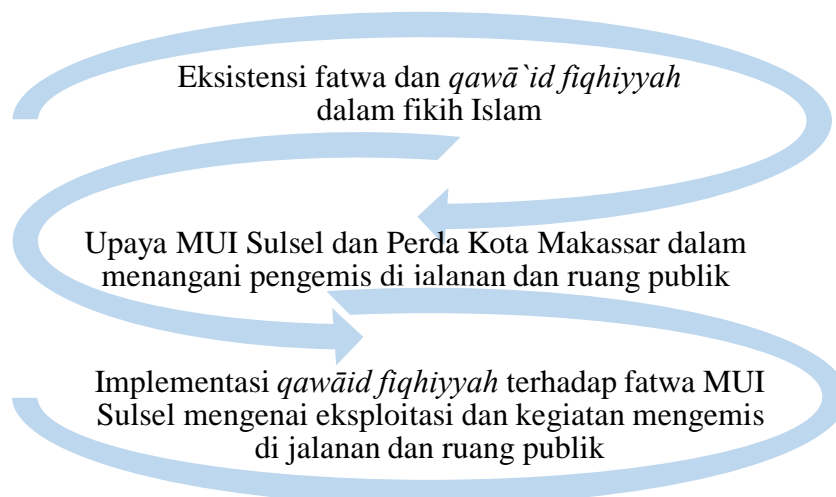 Eksistensi fatwa dan qawā`id fiqhiyyah
dalam fikih Islam
Upaya MUI Sulsel dan Perda Kota Makassar dalam
menangani pengemis di jalanan dan ruang publik
Implementasi qawāid fiqhiyyah terhadap fatwa MUI
Sulsel mengenai eksploitasi dan kegiatan mengemis
di jalanan dan ruang publik